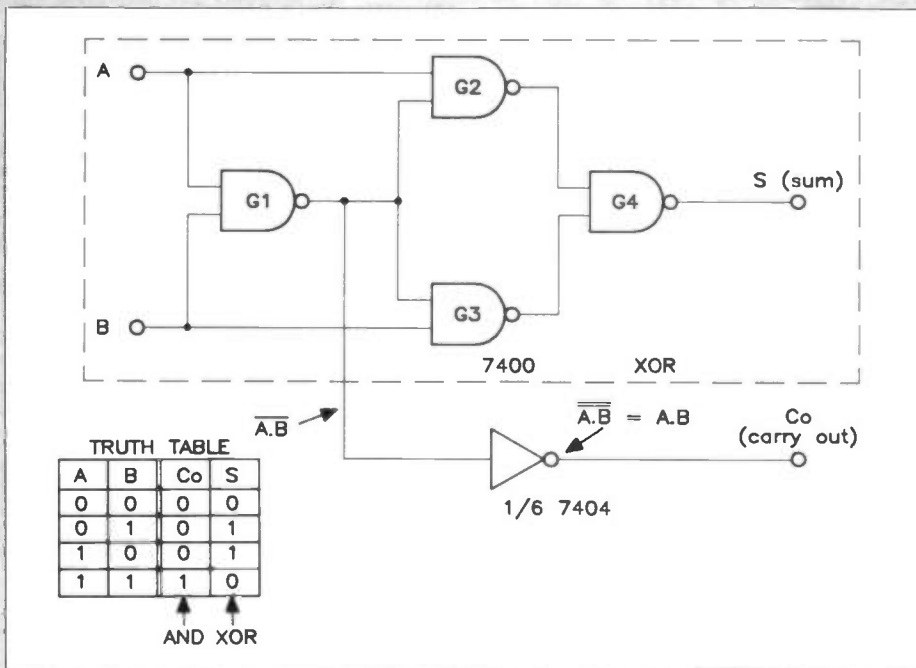 A
G2
G1
G4
S (sum)
B
G3
7400 XOR
A.B
A.B = A.B
Co
(carry out)
1/6 7404
TRUTH TABLE
A B Co S
0 0 0 0
0 1 0 1
1 0 0 1
1 1 1 0
AND XOR